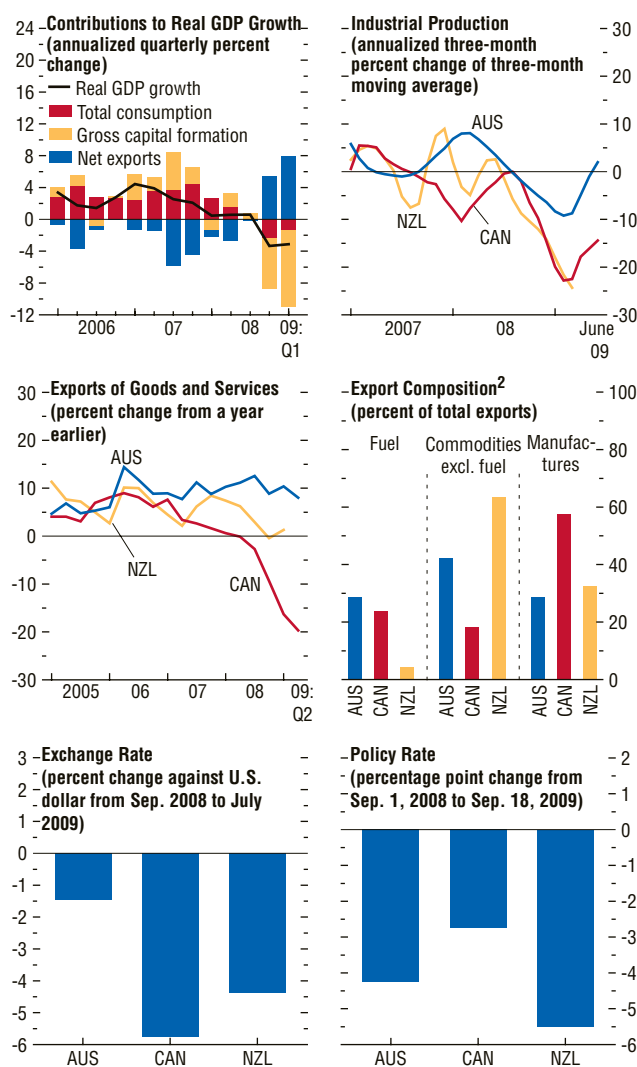 Contributions to Real GDP Growth
(annualized quarterly percent
change)
Real GDP growth
Total consumption
Gross capital formation
Net exports
24
20
16
12
8
4
0
-4
-8
-12
2006 07 08 09:
Q1
Industrial Production
(annualized three-month
percent change of three-month
moving average)
AUS
NZL
CAN
30
20
10
0
-10
-20
-30
2007 08 June
09
Exports of Goods and Services
(percent change from a year
earlier)
AUS
NZL
CAN
30
20
10
0
-10
-20
-30
2005 06 07 08 09:
Q2
Export Composition2
(percent of total exports)
Fuel
Commodities
excl. fuel
Manufac-
tures
100
80
60
40
20
0
AUS CAN NZL AUS CAN NZL AUS CAN NZL
Exchange Rate
(percent change against U.S.
dollar from Sep. 2008 to July
2009)
3
2
1
0
-1
-2
-3
-4
-5
-6
AUS CAN NZL
Policy Rate
(percentage point change from
Sep. 1, 2008 to Sep. 18, 2009)
2
1
0
-1
-2
-3
-4
-5
-6
AUS CAN NZL